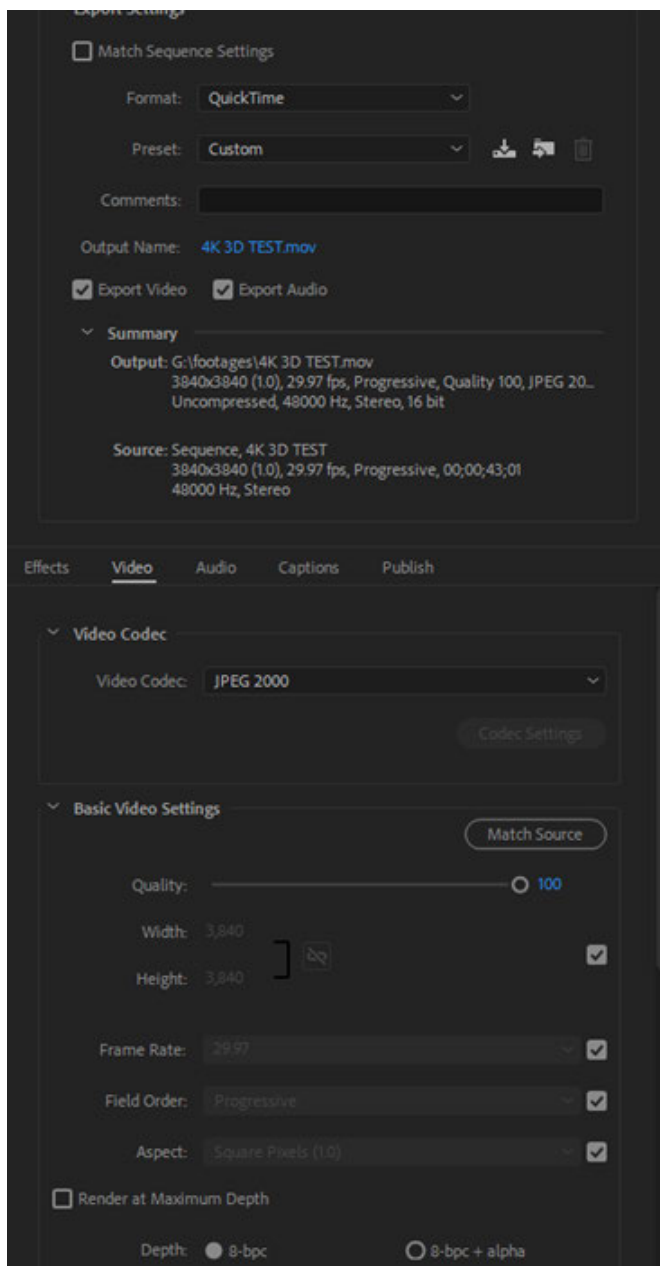 Export Settings
Match Sequence Settings
Format: QuickTime
Preset: Custom
Comments:
Output Name: 4K 3D TEST.mov
Export Video Export Audio
Summary
Output: G:\footages\4K 3D TEST.mov
3840x3840 (1.0), 29.97 fps, Progressive, Quality 100, JPEG 20...
Uncompressed, 48000 Hz, Stereo, 16 bit
Source: Sequence, 4K 3D TEST
3840x3840 (1.0), 29.97 fps, Progressive, 00;00;43;01
48000 Hz, Stereo
Effects Video Audio Captions Publish
Video Codec
Video Codec: JPEG 2000
Codec Settings
Basic Video Settings
Match Source
Quality: 100
Width: 3,840
Height: 3,840
Frame Rate: 29.97
Field Order: Progressive
Aspect: Square Pixels (1.0)
Render at Maximum Depth
Depth: 8-bpc 8-bpc + alpha